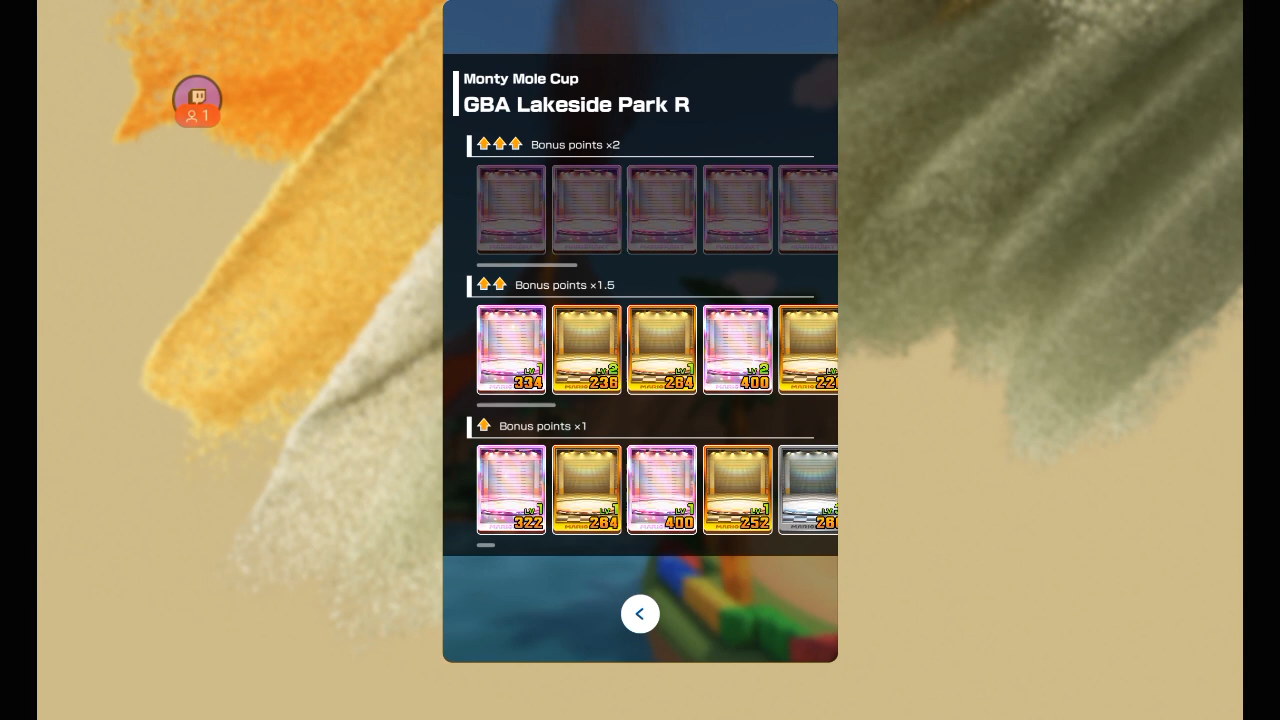 Monty Mole Cup
GBA Lakeside Park R
1
Bonus points ×2
Bonus points ×1.5
Lv.1 Lv.2 Lv.1 Lv.2
334 236 264 400
Bonus points ×1
Lv.1 Lv.1 Lv.1 Lv.1
322 264 400 252